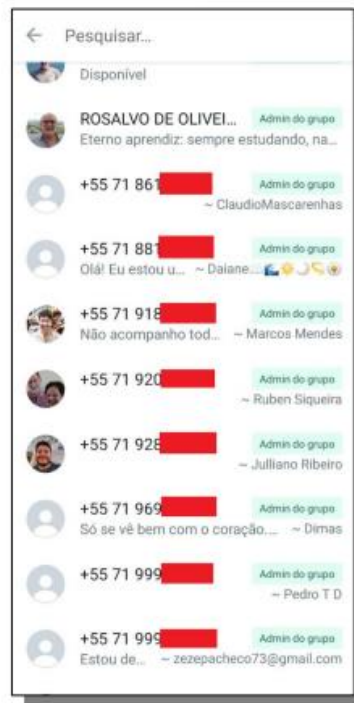 Pesquisar...
Disponível
ROSALVO DE OLIVEI... Admin do grupo
Eterno aprendiz: sempre estudando, na...
+55 71 861 Admin do grupo
~ ClaudioMascarenhas
+55 71 881 Admin do grupo
Olá! Eu estou u... ~ Daiane...🌊☀️🌙💫🏵️
+55 71 918 Admin do grupo
Não acompanho tod... ~ Marcos Mendes
+55 71 920 Admin do grupo
~ Ruben Siqueira
+55 71 928 Admin do grupo
~ Julliano Ribeiro
+55 71 969 Admin do grupo
Só se vê bem com o coração.... ~ Dimas
+55 71 999 Admin do grupo
~ Pedro T D
+55 71 999 Admin do grupo
Estou de... ~ zezepacheco73@gmail.com